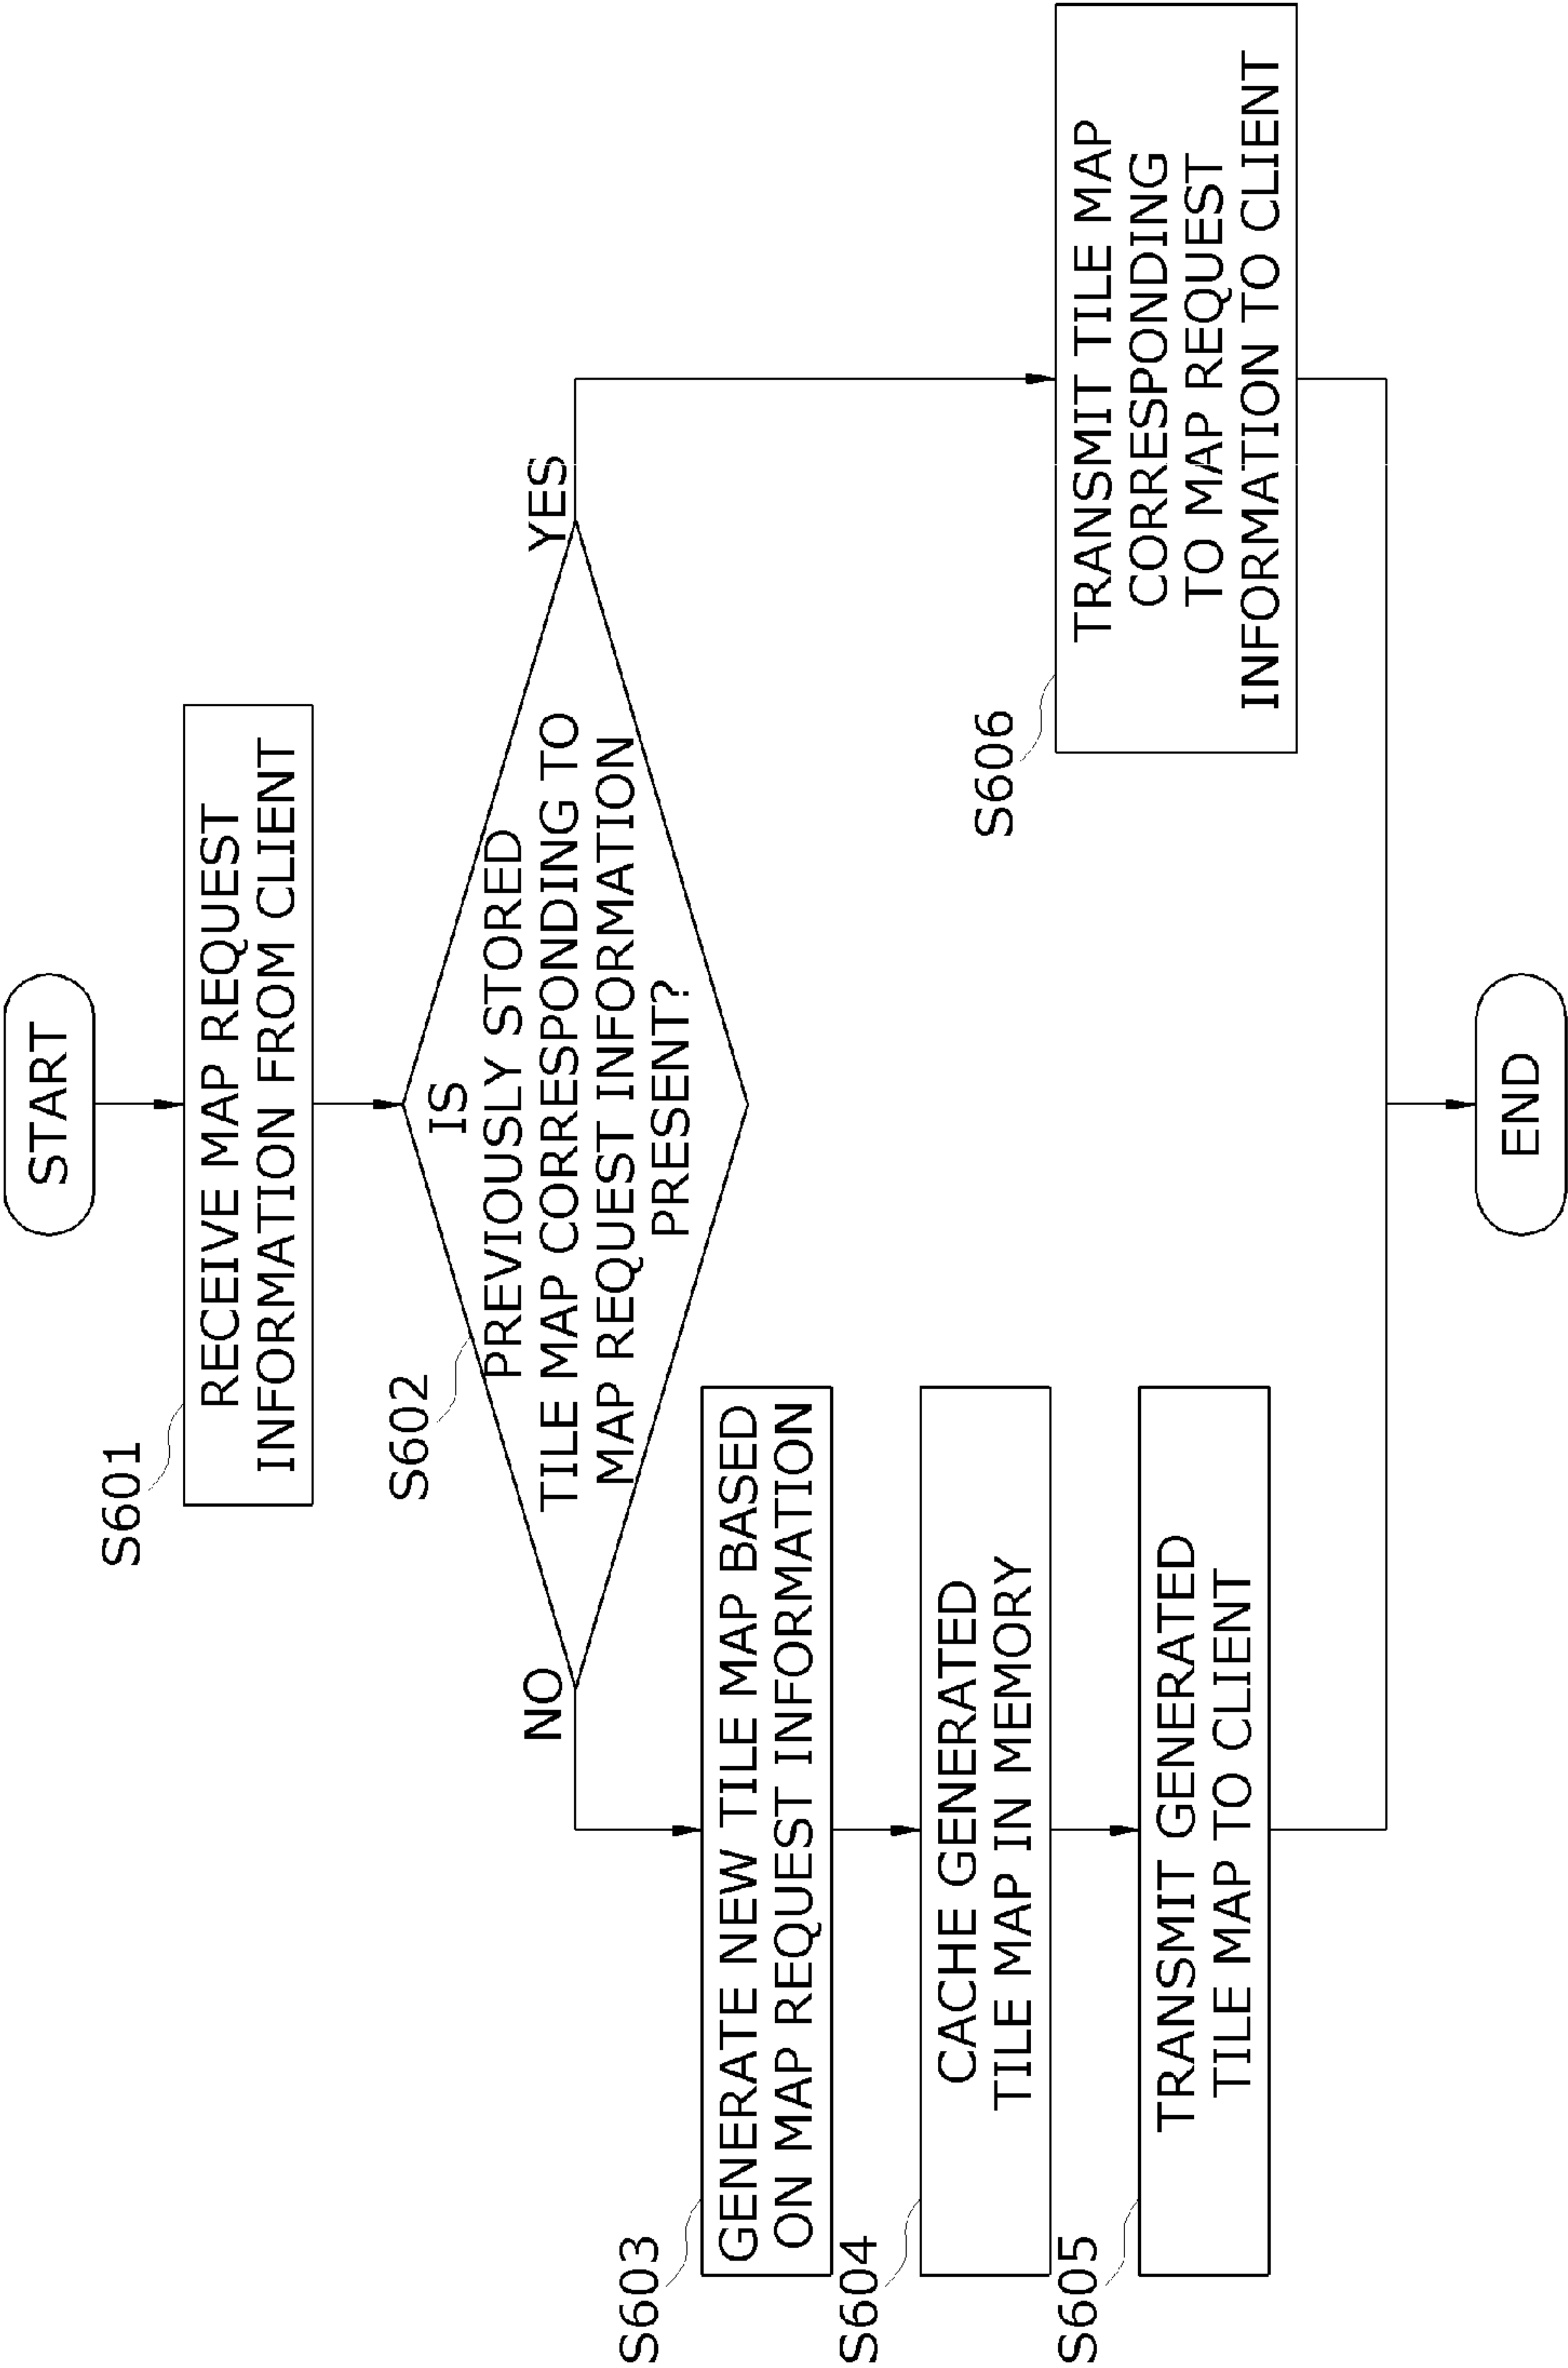 START
S601
RECEIVE MAP REQUEST
INFORMATION FROM CLIENT
S602
IS
PREVIOUSLY STORED
TILE MAP CORRESPONDING TO
MAP REQUEST INFORMATION
PRESENT?
NO
YES
S603
GENERATE NEW TILE MAP BASED
ON MAP REQUEST INFORMATION
S604
CACHE GENERATED
TILE MAP IN MEMORY
S605
TRANSMIT GENERATED
TILE MAP TO CLIENT
S606
TRANSMIT TILE MAP
CORRESPONDING
TO MAP REQUEST
INFORMATION TO CLIENT
END